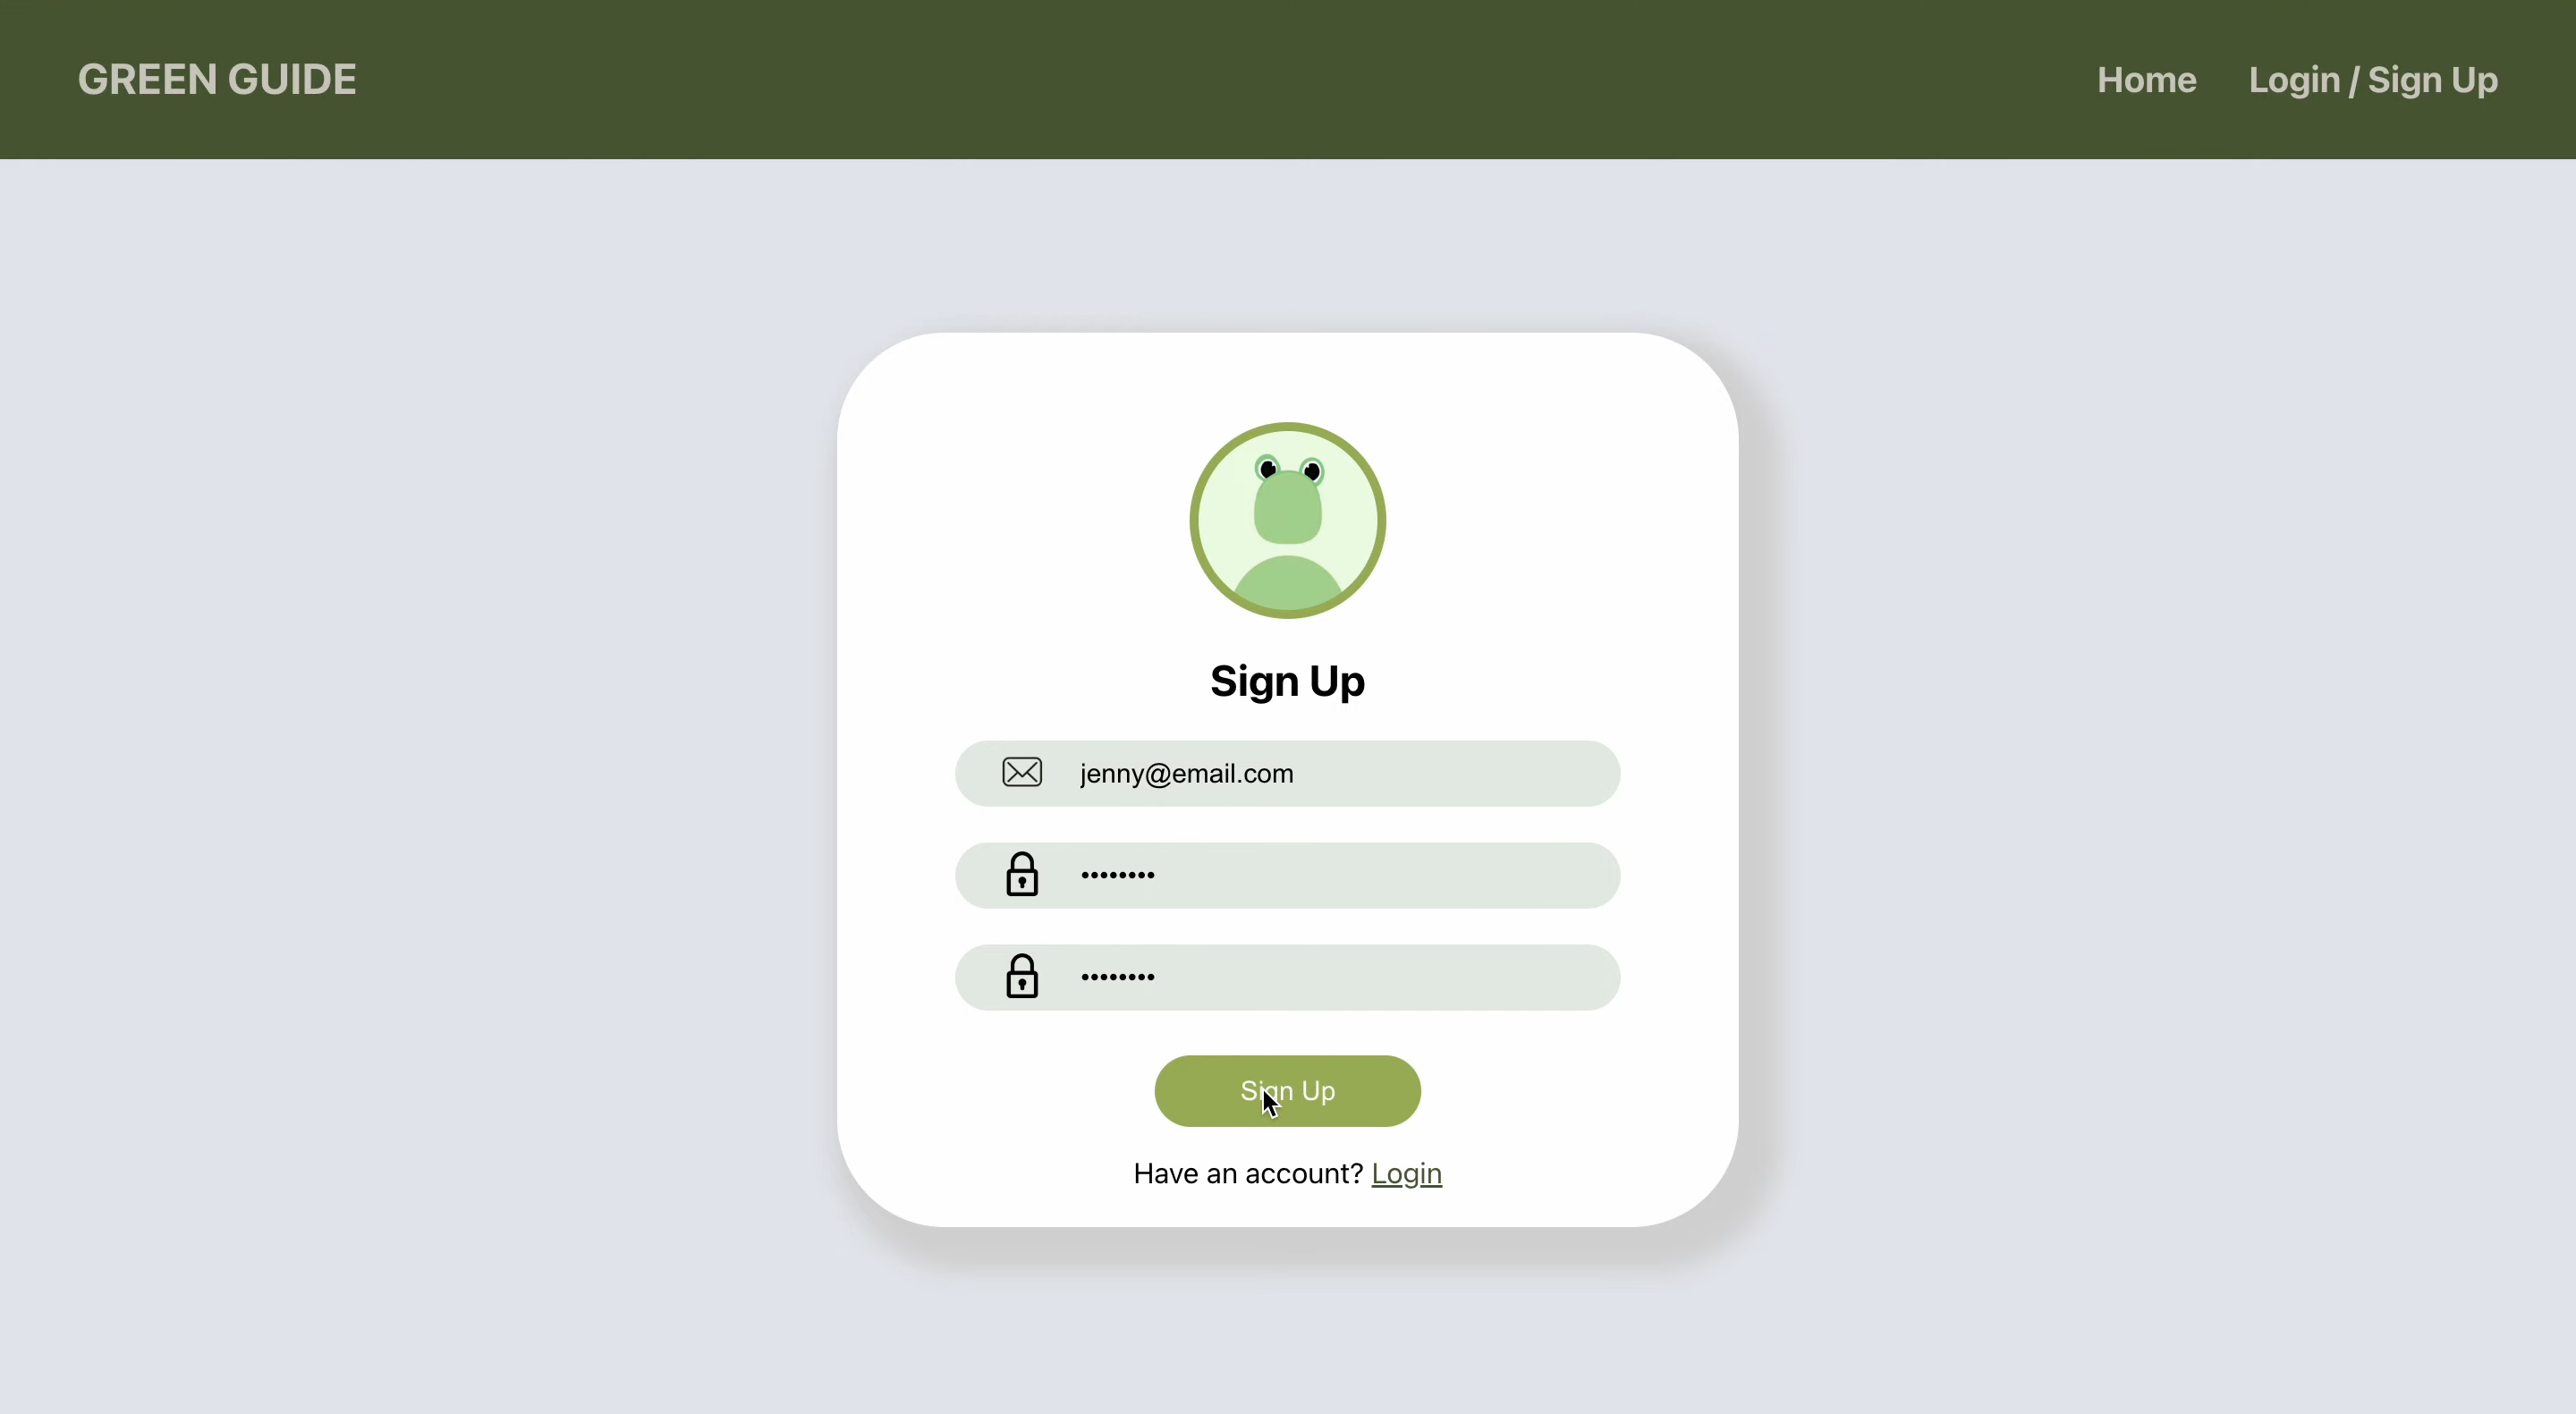 GREEN GUIDE
Home
Login / Sign Up
Sign Up
jenny@email.com
••••••••
••••••••
Sign Up
Have an account? Login